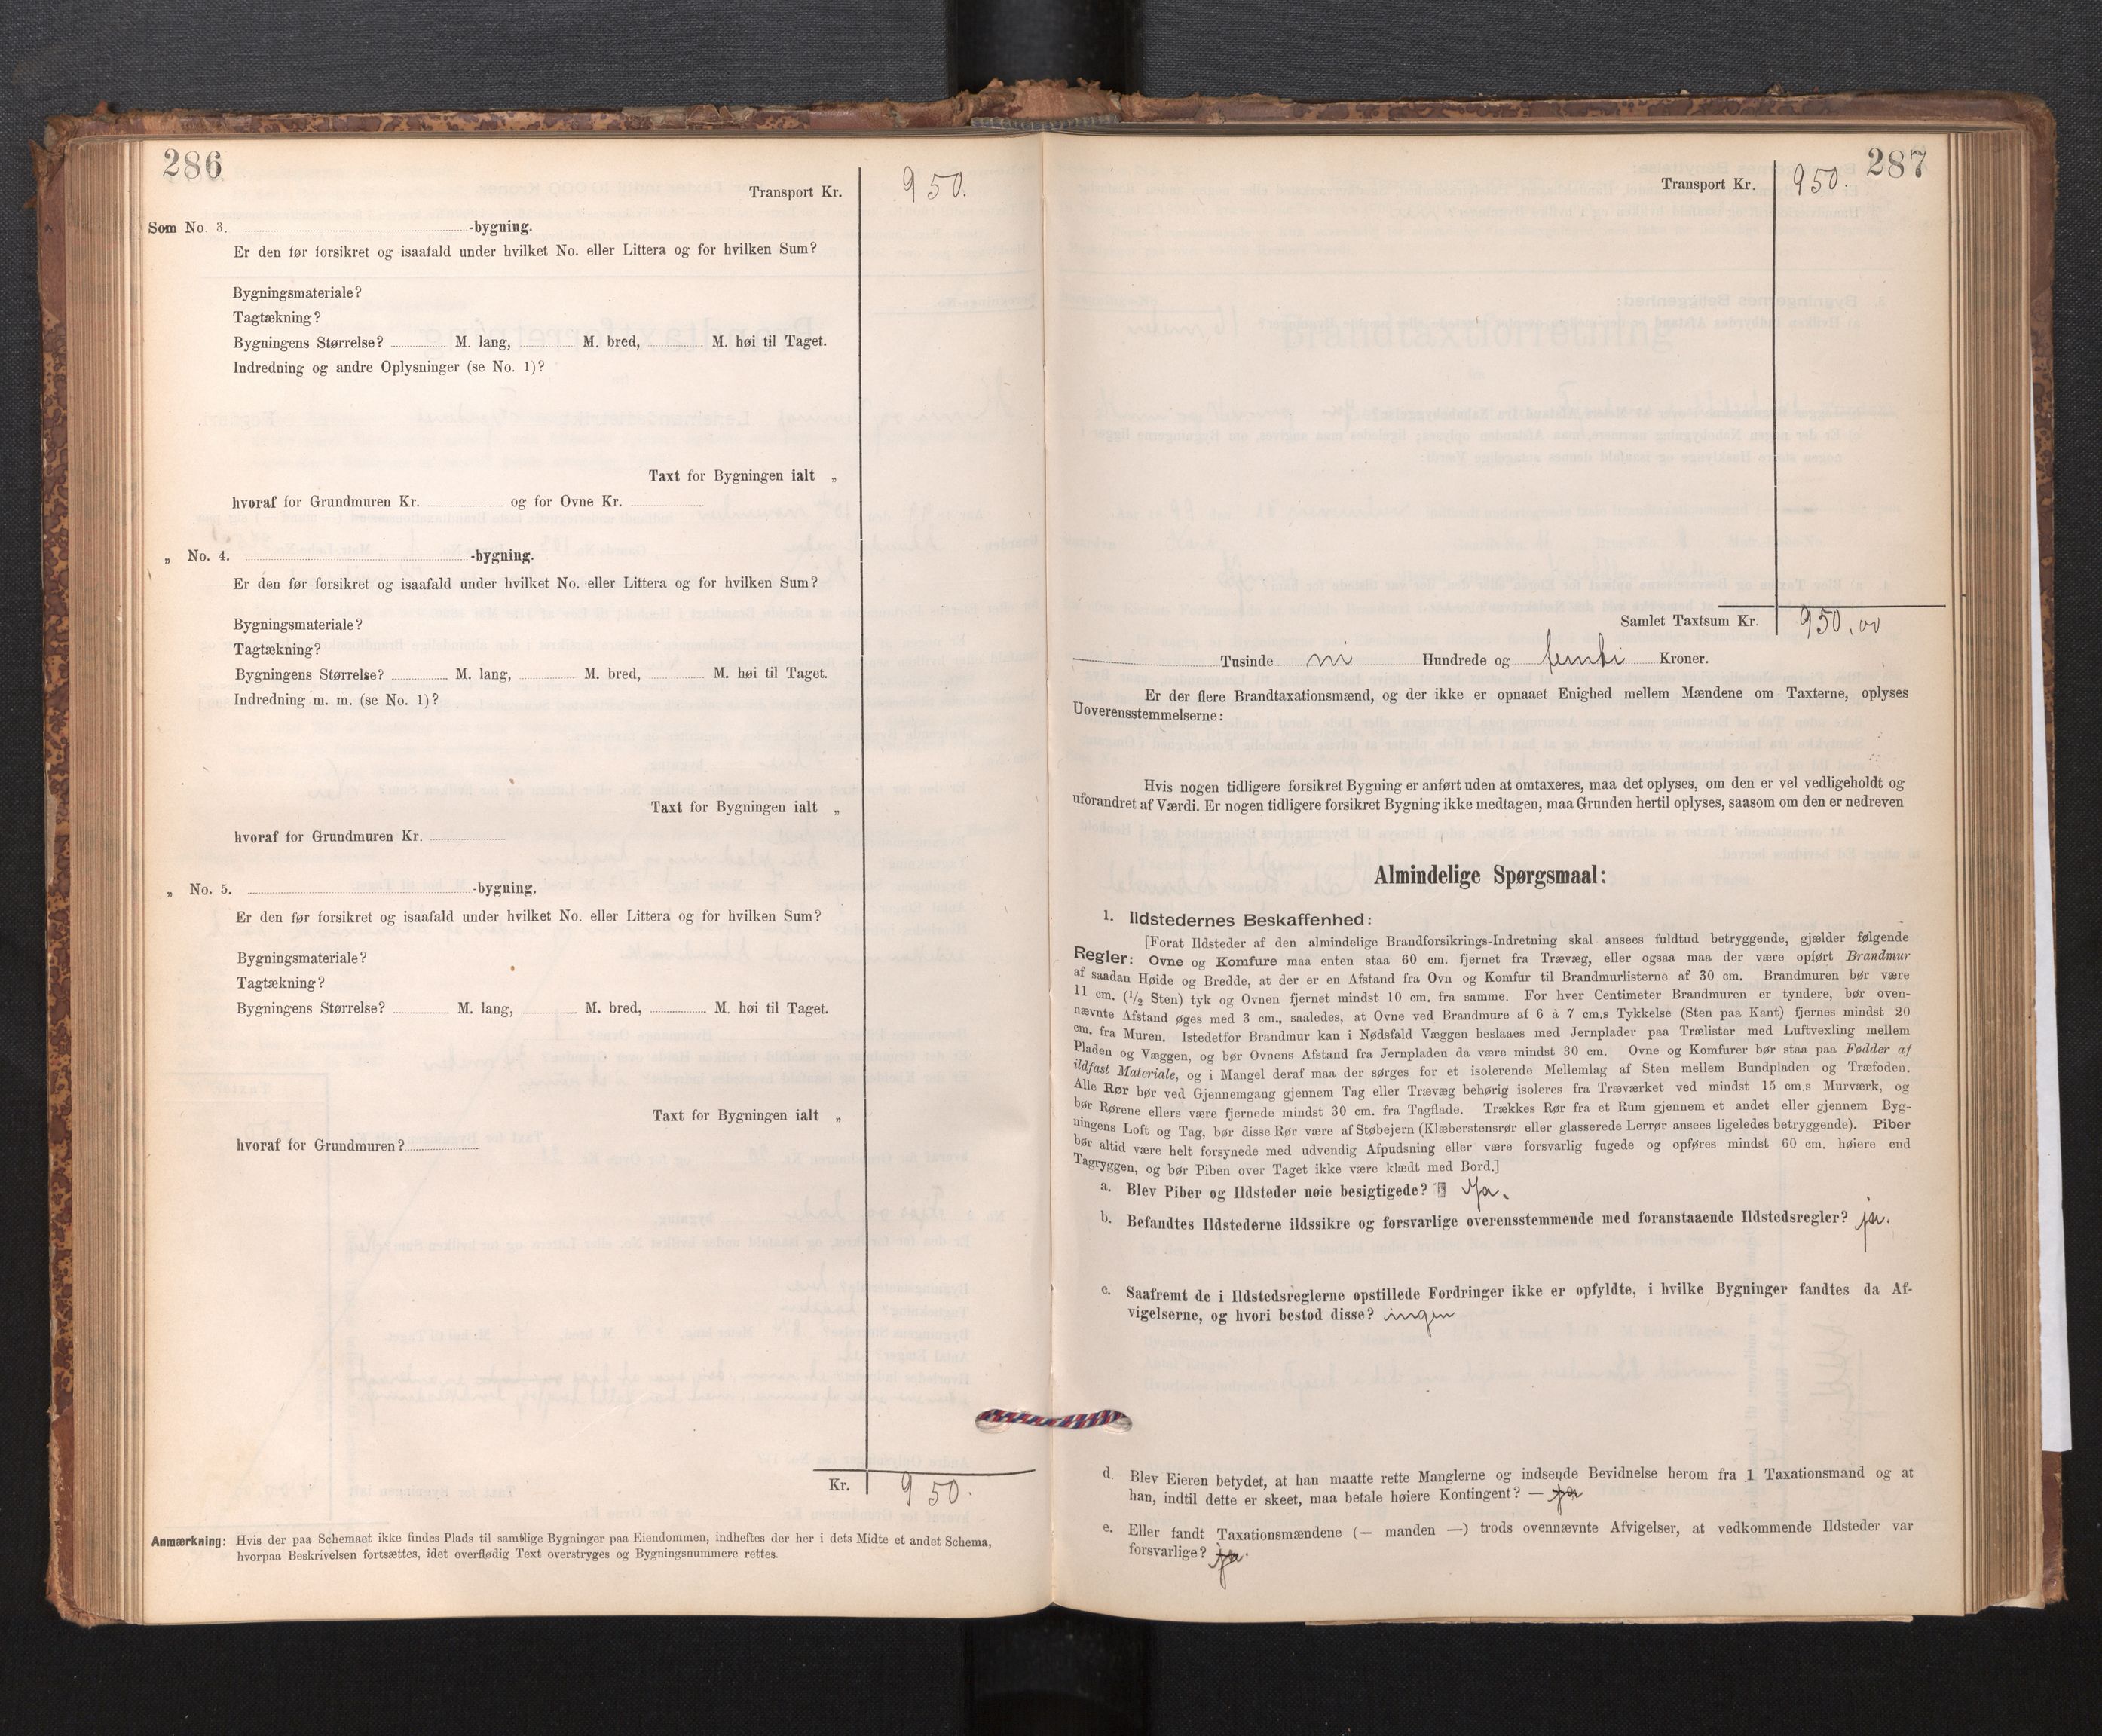 286
Transport Kr. 950.
Som No. 3. -bygning.
Er den før forsikret og isaafald under hvilket No. eller Littera og for hvilken Sum?
Bygningsmateriale?
Tagtækning?
Bygningens Størrelse? M. lang, M. bred, M. høi til Taget.
Indredning og andre Oplysninger (se No. 1)?
Taxt for Bygningen ialt „
hvoraf for Grundmuren Kr. og for Ovne Kr.
„ No. 4. -bygning.
Er den før forsikret og isaafald under hvilket No. eller Littera og for hvilken Sum?
Bygningsmateriale?
Tagtækning?
Bygningens Størrelse? M. lang, M. bred, M. høi til Taget.
Indredning m. m. (se No. 1)?
Taxt for Bygningen ialt „
hvoraf for Grundmuren Kr.
„ No. 5. -bygning,
Er den før forsikret og isaafald under hvilket No. eller Littera og for hvilken Sum?
Bygningsmateriale?
Tagtækning?
Bygningens Størrelse? M. lang, M. bred, M. høi til Taget.
Taxt for Bygningen ialt „
hvoraf for Grundmuren?
Kr. 950.
Anmærkning: Hvis der paa Schemaet ikke findes Plads til samtlige Bygninger paa Eiendommen, indheftes der her i dets Midte et andet Schema,
hvorpaa Beskrivelsen fortsættes, idet overflødig Text overstryges og Bygningsnummere rettes.
287
Transport Kr. 950.
Samlet Taxtsum Kr. 950.00
Tusinde ni Hundrede og femti Kroner.
Er der flere Brandtaxationsmænd, og der ikke er opnaaet Enighed mellem Mændene om Taxterne, oplyses
Uoverensstemmelserne:
Hvis nogen tidligere forsikret Bygning er anført uden at omtaxeres, maa det oplyses, om den er vel vedligeholdt og
uforandret af Værdi. Er nogen tidligere forsikret Bygning ikke medtagen, maa Grunden hertil oplyses, saasom om den er nedreven
Almindelige Spørgsmaal:
1. Ildstedernes Beskaffenhed:
[Forat Ildsteder af den almindelige Brandforsikrings-Indretning skal ansees fuldtud betryggende, gjælder følgende
Regler: Ovne og Komfure maa enten staa 60 cm. fjernet fra Trævæg, eller ogsaa maa der være opført Brandmur
af saadan Høide og Bredde, at der er en Afstand fra Ovn og Komfur til Brandmurlisterne af 30 cm. Brandmuren bør være
11 cm. (1/2 Sten) tyk og Ovnen fjernet mindst 10 cm. fra samme. For hver Centimeter Brandmuren er tyndere, bør oven-
nævnte Afstand øges med 3 cm., saaledes, at Ovne ved Brandmure af 6 à 7 cm.s Tykkelse (Sten paa Kant) fjernes mindst 20
cm. fra Muren. Istedetfor Brandmur kan i Nødsfald Væggen beslaaes med Jernplader paa Trælister med Luftvexling mellem
Pladen og Væggen, og bør Ovnens Afstand fra Jernpladen da være mindst 30 cm. Ovne og Komfurer bør staa paa Fødder af
ildfast Materiale, og i Mangel deraf maa der sørges for et isolerende Mellemlag af Sten mellem Bundpladen og Træfoden.
Alle Rør bør ved Gjennemgang gjennem Tag eller Trævæg behørig isoleres fra Træværket ved mindst 15 cm.s Murværk, og
bør Rørene ellers være fjernede mindst 30 cm. fra Tagflade. Trækkes Rør fra et Rum gjennem et andet eller gjennem Byg-
ningens Loft og Tag, bør disse Rør være af Støbejern (Klæberstensrør eller glasserede Lerrør ansees ligeledes betryggende). Piber
bør altid være helt forsynede med udvendig Afpudsning eller være forsvarlig fugede og opføres mindst 60 cm. høiere end
Tagryggen, og bør Piben over Taget ikke være klædt med Bord.]
a. Blev Piber og Ildsteder nøie besigtigede? Ja.
b. Befandtes Ildstederne ildssikre og forsvarlige overensstemmende med foranstaaende Ildstedsregler? ja.
c. Saafremt de i Ildstedsreglerne opstillede Fordringer ikke er opfyldte, i hvilke Bygninger fandtes da Af-
vigelserne, og hvori bestod disse? ingen
d. Blev Eieren betydet, at han maatte rette Manglerne og indsende Bevidnelse herom fra 1 Taxationsmand og at
han, indtil dette er skeet, maa betale høiere Kontingent? — ja
e. Eller fandt Taxationsmændene (— manden —) trods ovennævnte Afvigelser, at vedkommende Ildsteder var
forsvarlige? ja.